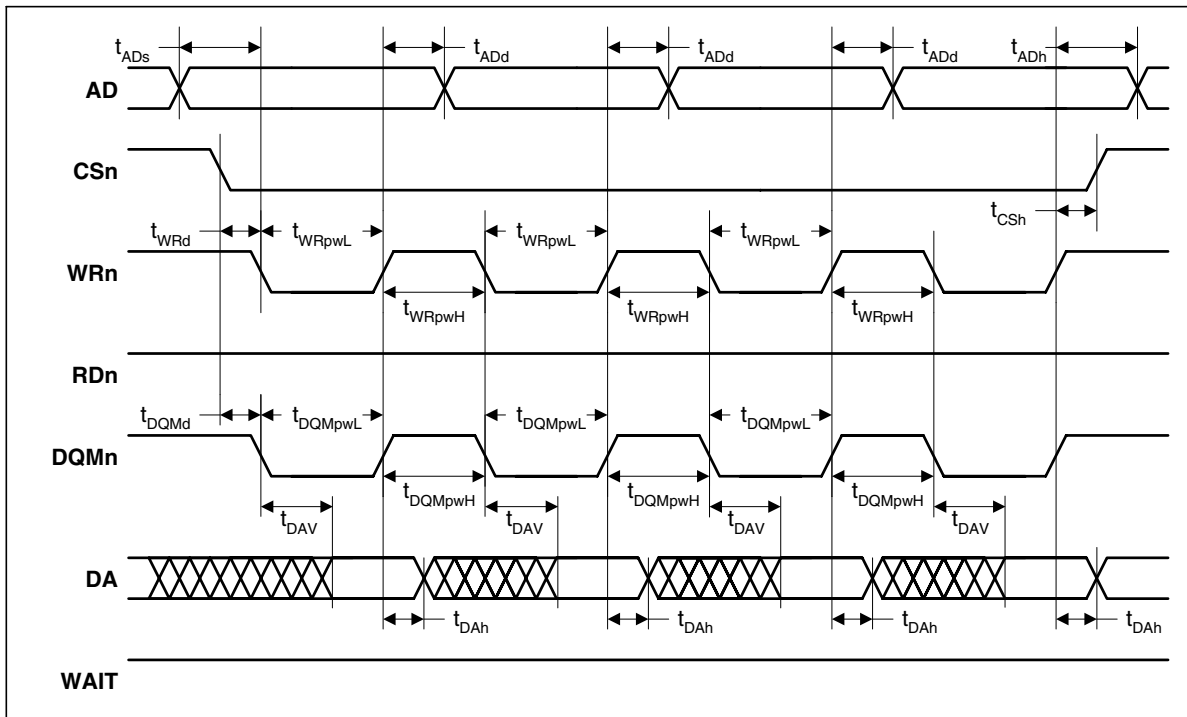 tADs tADd tADd tADd tADh
AD
CSn
tCSh
tWRd tWRpwL tWRpwL tWRpwL
WRn
tWRpwH tWRpwH tWRpwH
RDn
tDQMd tDQMpwL tDQMpwL tDQMpwL
DQMn
tDQMpwH tDQMpwH tDQMpwH
tDAV tDAV tDAV tDAV
DA
tDAh tDAh tDAh tDAh
WAIT